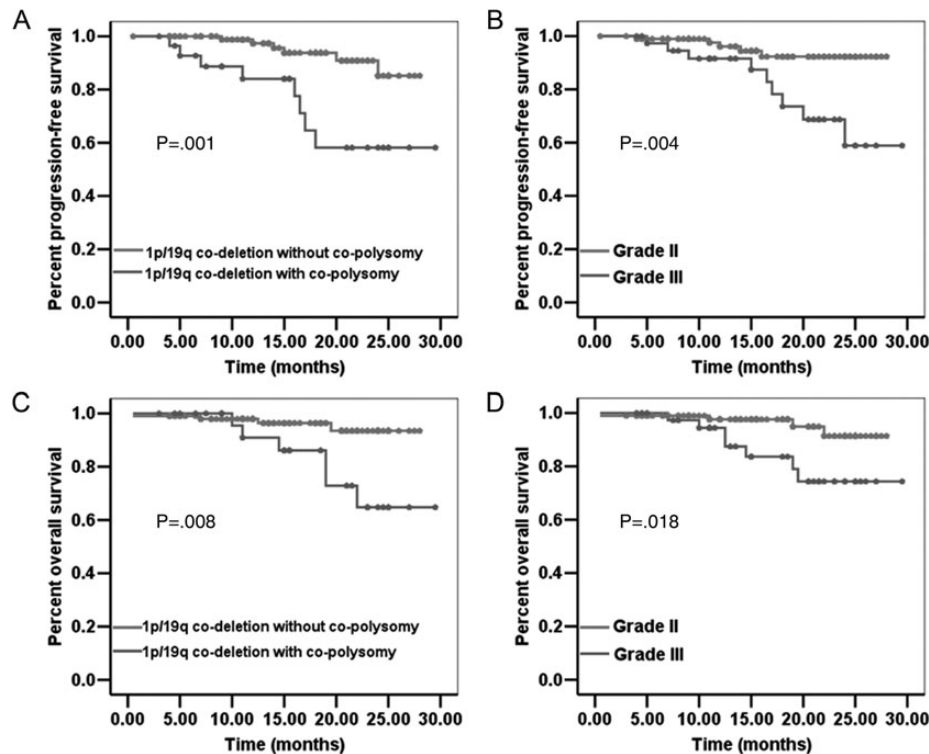 A
Percent progression-free survival
1.0
0.8
0.6
0.4
0.2
0.0
P=.001
1p/19q co-deletion without co-polysomy
1p/19q co-deletion with co-polysomy
0.00 5.00 10.00 15.00 20.00 25.00 30.00
Time (months)
B
Percent progression-free survival
1.0
0.8
0.6
0.4
0.2
0.0
P=.004
Grade II
Grade III
0.00 5.00 10.00 15.00 20.00 25.00 30.00
Time (months)
C
Percent overall survival
1.0
0.8
0.6
0.4
0.2
0.0
P=.008
1p/19q co-deletion without co-polysomy
1p/19q co-deletion with co-polysomy
0.00 5.00 10.00 15.00 20.00 25.00 30.00
Time (months)
D
Percent overall survival
1.0
0.8
0.6
0.4
0.2
0.0
P=.018
Grade II
Grade III
0.00 5.00 10.00 15.00 20.00 25.00 30.00
Time (months)